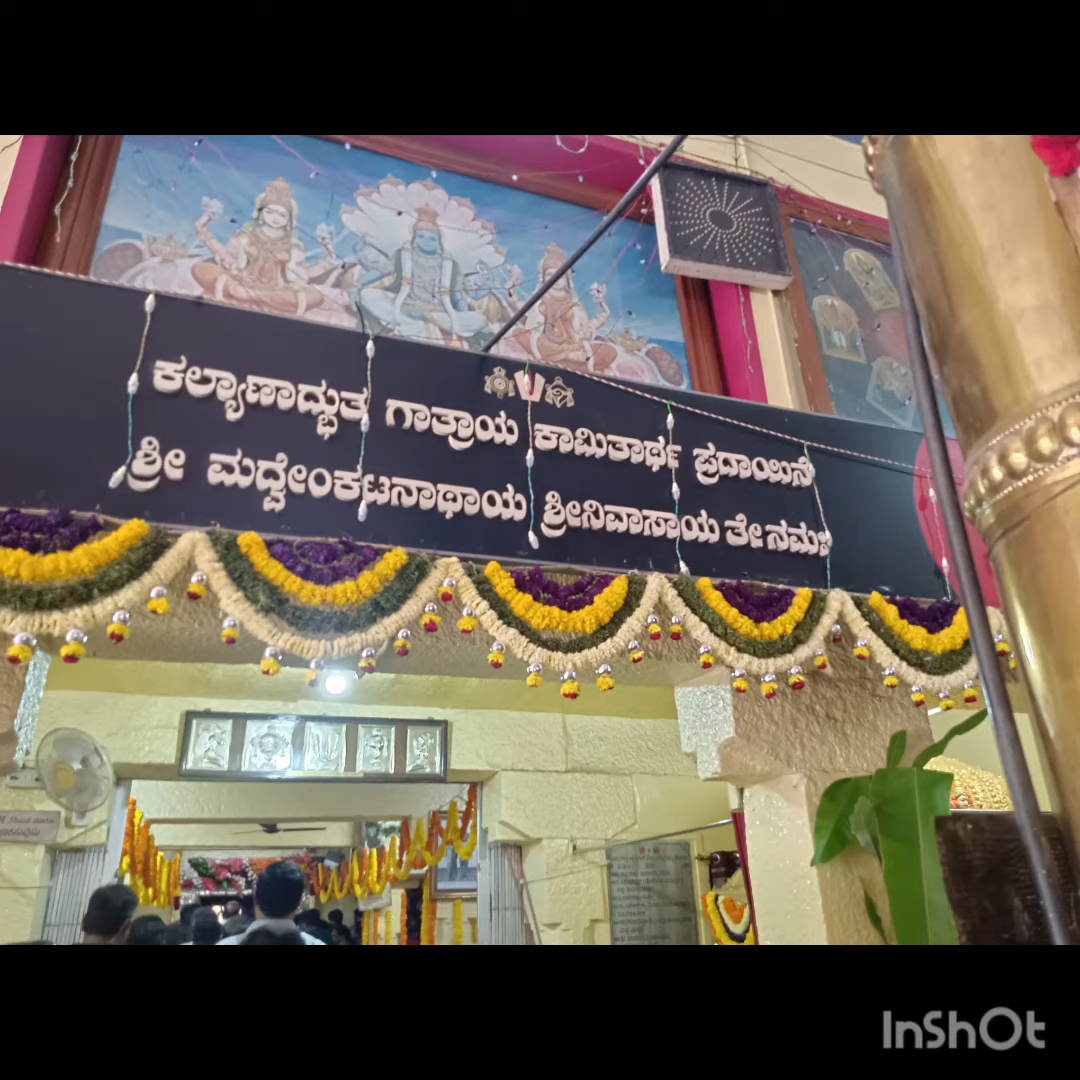 ಕಲ್ಯಾಣಾದ್ಭುತ ಗಾತ್ರಾಯ ಕಾಮಿತಾರ್ಥ ಪ್ರದಾಯಿನೆ
ಶ್ರೀ ಮದ್ವೇಂಕಟನಾಥಾಯ ಶ್ರೀನಿವಾಸಾಯ ತೇ ನಮಃ
InShOt